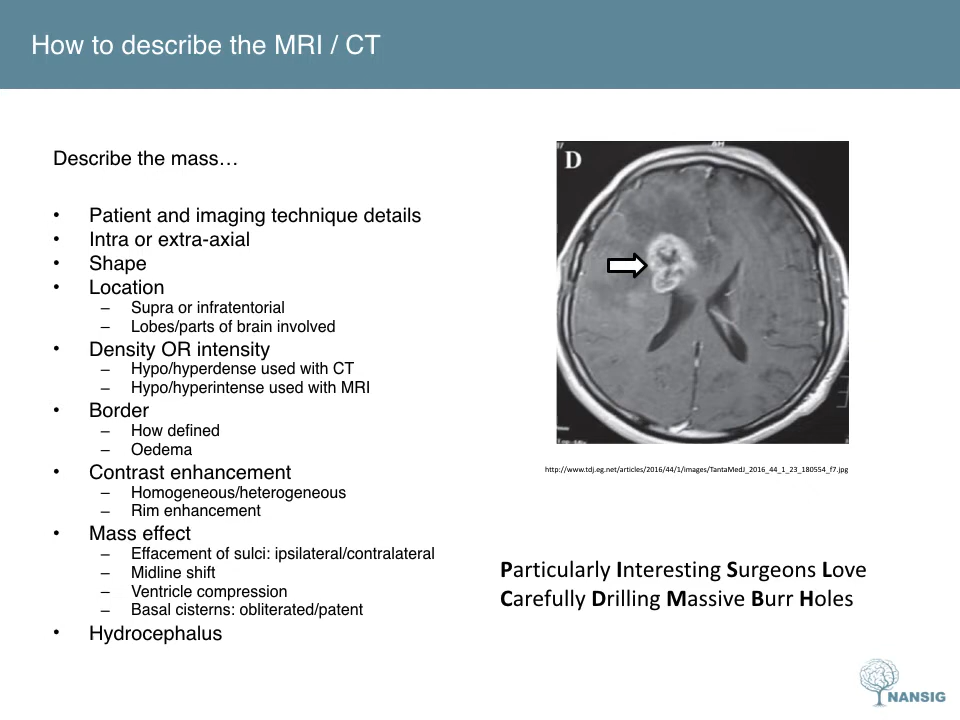 How to describe the MRI / CT
Describe the mass…
• Patient and imaging technique details
• Intra or extra-axial
• Shape
• Location
– Supra or infratentorial
– Lobes/parts of brain involved
• Density OR intensity
– Hypo/hyperdense used with CT
– Hypo/hyperintense used with MRI
• Border
– How defined
– Oedema
• Contrast enhancement
– Homogeneous/heterogeneous
– Rim enhancement
• Mass effect
– Effacement of sulci: ipsilateral/contralateral
– Midline shift
– Ventricle compression
– Basal cisterns: obliterated/patent
• Hydrocephalus
D
http://www.tdj.eg.net/articles/2016/44/1/images/TantaMedJ_2016_44_1_23_180554_f7.jpg
Particularly Interesting Surgeons Love
Carefully Drilling Massive Burr Holes
NANSIG